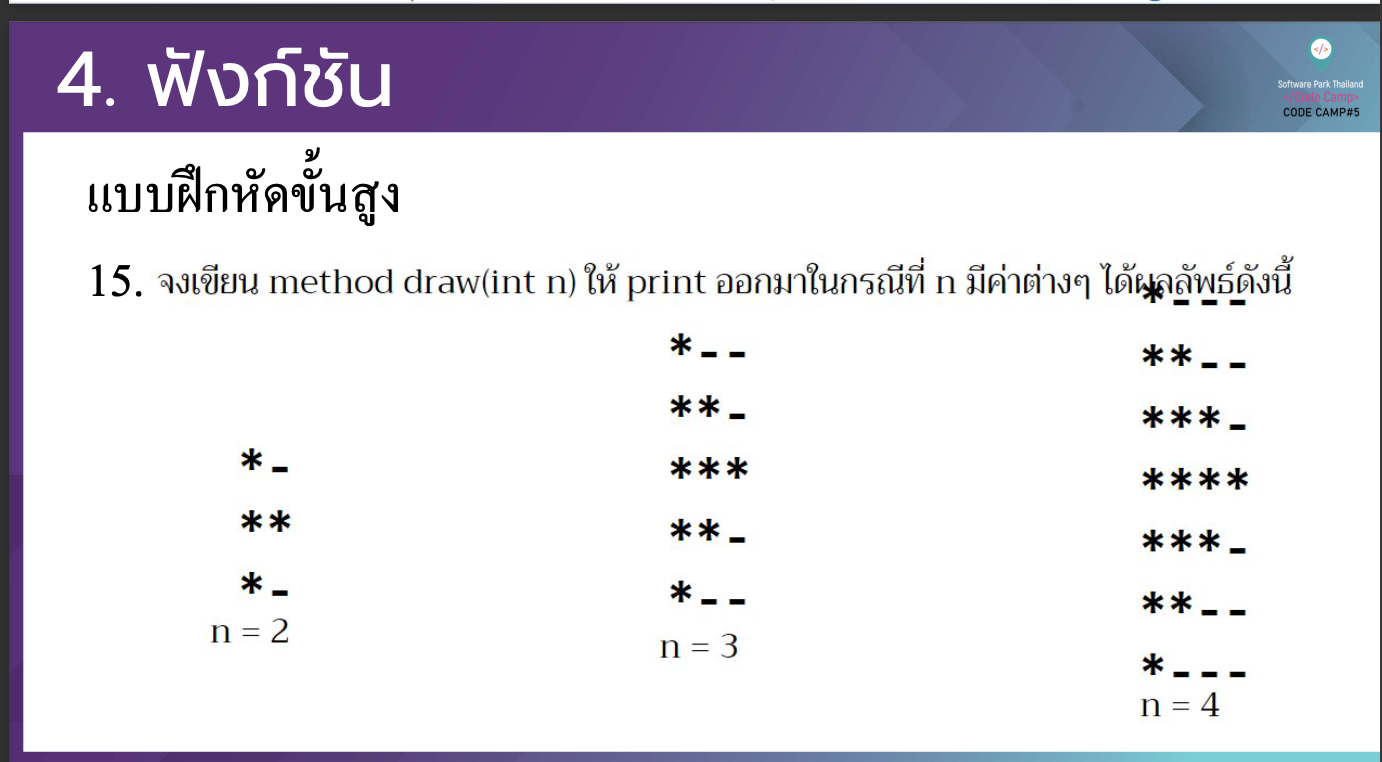 4. ฟังก์ชัน
Software Park Thailand
</Code Camp>
CODE CAMP#5
แบบฝึกหัดขั้นสูง
15. จงเขียน method draw(int n) ให้ print ออกมาในกรณีที่ n มีค่าต่างๆ ได้ผลลัพธ์ดังนี้
*-
**
*-
n = 2
*--
**-
***
**-
*--
n = 3
*---
**--
***-
****
***-
**--
*---
n = 4